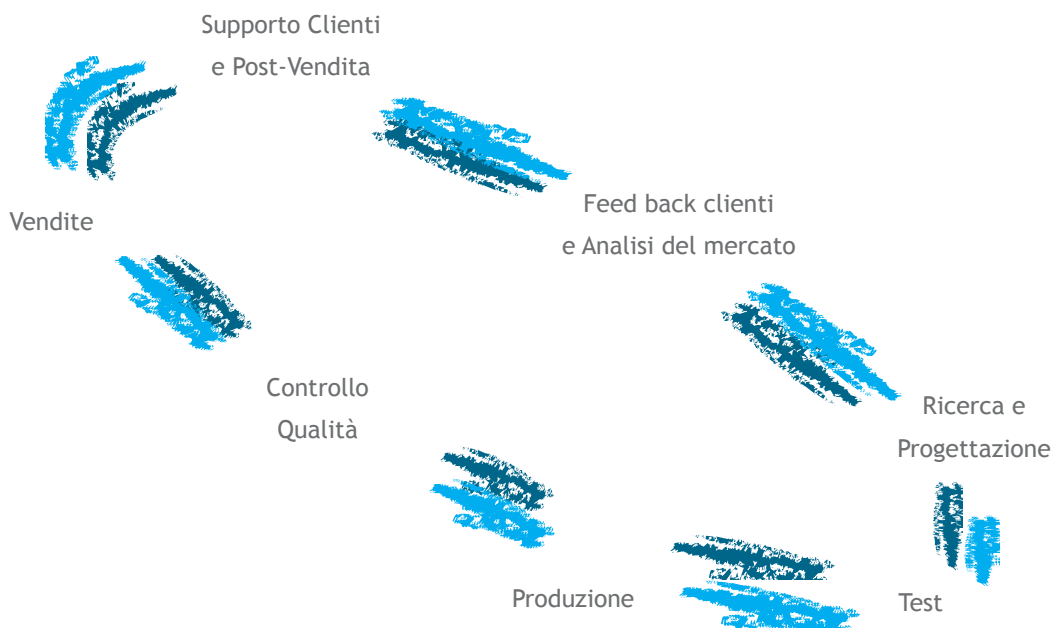 Supporto Clienti
e Post-Vendita
Feed back clienti
e Analisi del mercato
Vendite
Controllo
Qualità
Ricerca e
Progettazione
Produzione
Test